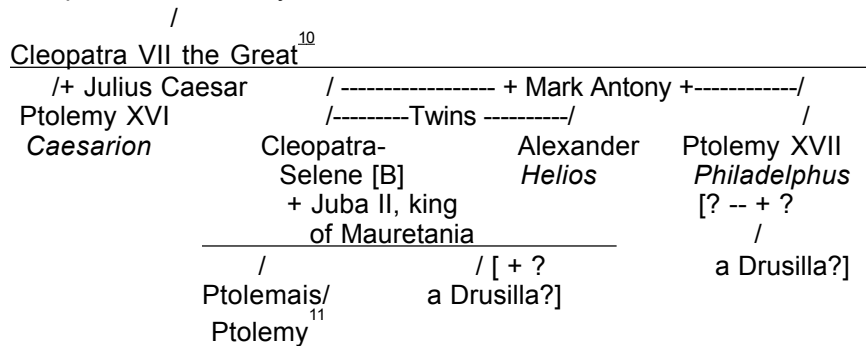 /
Cleopatra VII the Great10
/+ Julius Caesar / ------------------ + Mark Antony +------------/
Ptolemy XVI /---------Twins ----------/ /
Caesarion Cleopatra- Alexander Ptolemy XVII
Selene [B] Helios Philadelphus
+ Juba II, king [? -- + ?
of Mauretania /
/ / [ + ? a Drusilla?]
Ptolemais/ a Drusilla?]
Ptolemy11